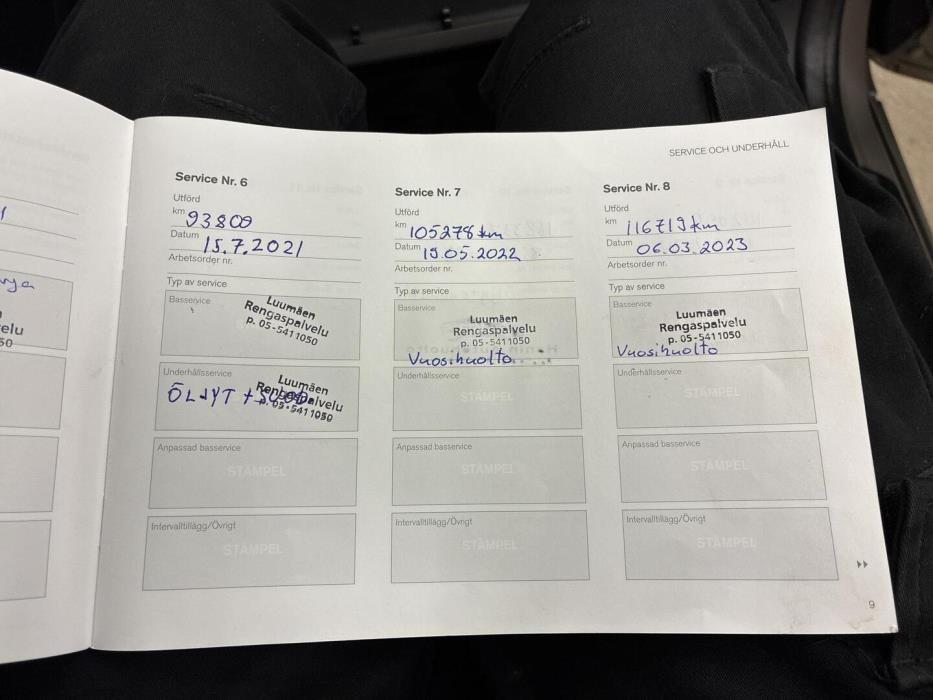 SERVICE OCH UNDERHÅLL
Service Nr. 6
Utförd
km 93809
Datum 15.7.2021
Arbetsorder nr.
Typ av service
Basservice
Luumäen
Rengaspalvelu
p. 05-5411050
Underhållsservice
ÖLJYT +
Luumäen
Rengaspalvelu
p. 05-5411050
Anpassad basservice
STÄMPEL
Intervalltillägg/Övrigt
STÄMPEL
Service Nr. 7
Utförd
km 105278 km
Datum 19.05.2022
Arbetsorder nr.
Typ av service
Basservice
Luumäen
Rengaspalvelu
p. 05-5411050
Vuosihuolto
Underhållsservice
STÄMPEL
Anpassad basservice
STÄMPEL
Intervalltillägg/Övrigt
STÄMPEL
Service Nr. 8
Utförd
km 116719 km
Datum 06.03.2023
Arbetsorder nr.
Typ av service
Basservice
Luumäen
Rengaspalvelu
p. 05-5411050
Vuosihuolto
Underhållsservice
STÄMPEL
Anpassad basservice
STÄMPEL
Intervalltillägg/Övrigt
STÄMPEL
9